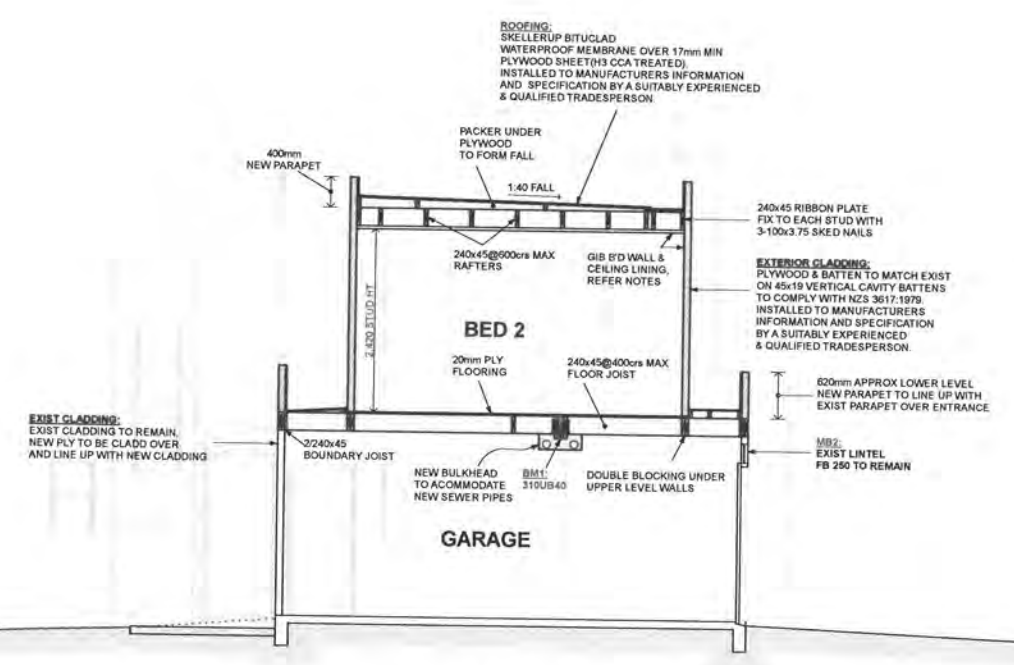 ROOFING:
SKELLERUP BITUCLAD
WATERPROOF MEMBRANE OVER 17mm MIN
PLYWOOD SHEET(H3 CCA TREATED).
INSTALLED TO MANUFACTURERS INFORMATION
AND SPECIFICATION BY A SUITABLY EXPERIENCED
& QUALIFIED TRADESPERSON
PACKER UNDER
PLYWOOD
TO FORM FALL
400mm
NEW PARAPET
1:40 FALL
240x45 RIBBON PLATE
FIX TO EACH STUD WITH
3-100x3.75 SKED NAILS
240x45@600crs MAX
RAFTERS
GIB B'D WALL &
CEILING LINING,
REFER NOTES
EXTERIOR CLADDING:
PLYWOOD & BATTEN TO MATCH EXIST
ON 45x19 VERTICAL CAVITY BATTENS
TO COMPLY WITH NZS 3617:1979.
INSTALLED TO MANUFACTURERS
INFORMATION AND SPECIFICATION
BY A SUITABLY EXPERIENCED
& QUALIFIED TRADESPERSON.
2.420 STUD HT
BED 2
20mm PLY
FLOORING
240x45@400crs MAX
FLOOR JOIST
620mm APPROX LOWER LEVEL
NEW PARAPET TO LINE UP WITH
EXIST PARAPET OVER ENTRANCE
EXIST CLADDING:
EXIST CLADDING TO REMAIN,
NEW PLY TO BE CLADD OVER
AND LINE UP WITH NEW CLADDING
2/240x45
BOUNDARY JOIST
NEW BULKHEAD
TO ACOMMODATE
NEW SEWER PIPES
BM1:
310UB40
DOUBLE BLOCKING UNDER
UPPER LEVEL WALLS
MB2:
EXIST LINTEL
FB 250 TO REMAIN
GARAGE